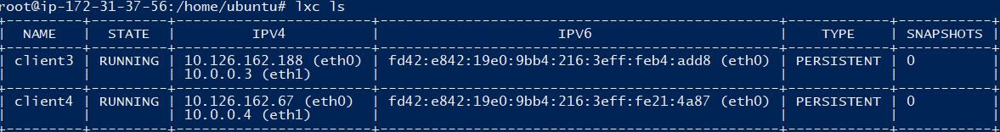 root@ip-172-31-37-56:/home/ubuntu# lxc ls
+---------+---------+-----------------------+-----------------------------------------------+------------+-----------+
| NAME | STATE | IPV4 | IPV6 | TYPE | SNAPSHOTS |
+---------+---------+-----------------------+-----------------------------------------------+------------+-----------+
| client3 | RUNNING | 10.126.162.188 (eth0) | fd42:e842:19e0:9bb4:216:3eff:feb4:add8 (eth0) | PERSISTENT | 0 |
| | | 10.0.0.3 (eth1) | | | |
+---------+---------+-----------------------+-----------------------------------------------+------------+-----------+
| client4 | RUNNING | 10.126.162.67 (eth0) | fd42:e842:19e0:9bb4:216:3eff:fe21:4a87 (eth0) | PERSISTENT | 0 |
| | | 10.0.0.4 (eth1) | | | |
+---------+---------+-----------------------+-----------------------------------------------+------------+-----------+